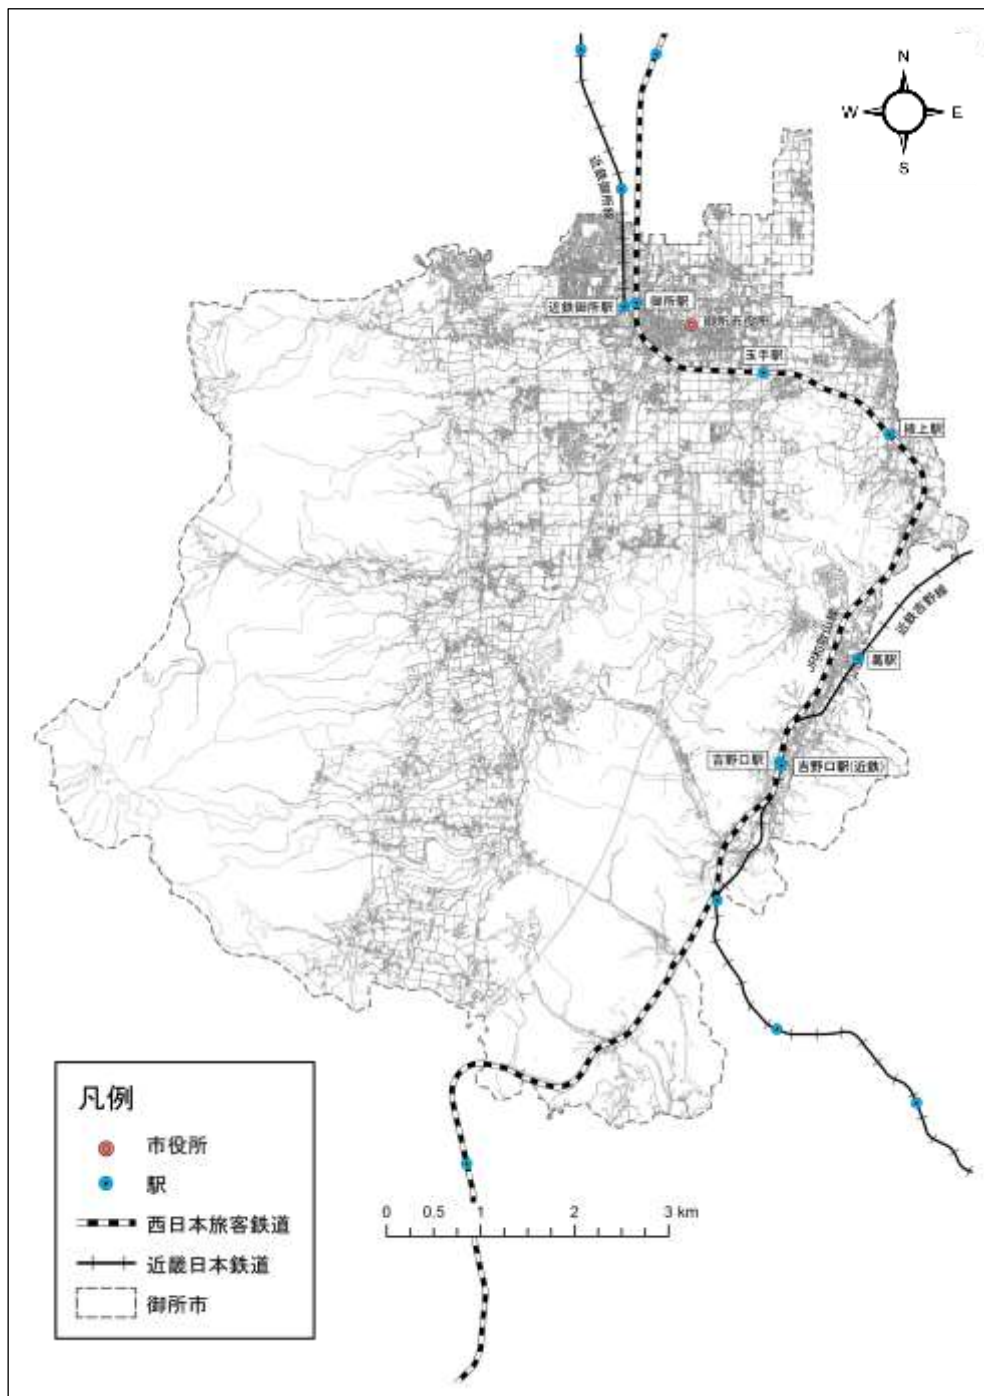 N
W
E
S
近鉄御所線
近鉄御所駅
御所駅
御所市役所
玉手駅
掖上駅
近鉄吉野線
JR和歌山線
葛駅
吉野口駅
吉野口駅(近鉄)
凡例
市役所
駅
西日本旅客鉄道
近畿日本鉄道
御所市
0 0.5 1 2 3 km